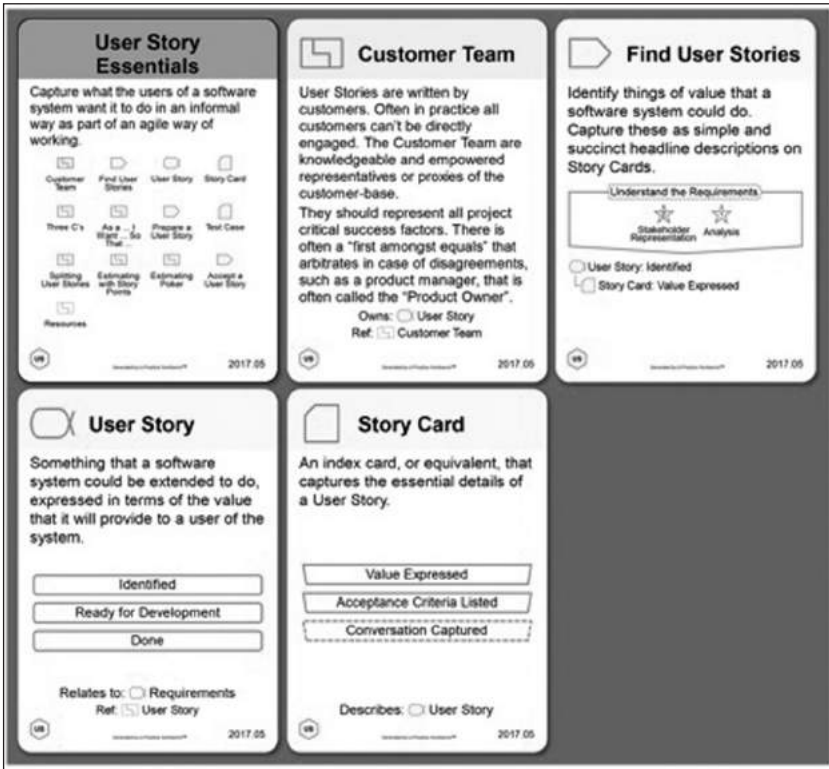 User Story
Essentials
Capture what the users of a software
system want it to do in an informal
way as part of an agile way of
working.
Customer Team
Find User Stories
User Story
Story Card
Three C's
As a ... I Want ... So That ...
Prepare a User Story
Test Case
Splitting User Stories
Estimating with Story Points
Estimating Poker
Accept a User Story
Resources
US
2017.05
Customer Team
User Stories are written by
customers. Often in practice all
customers can't be directly
engaged. The Customer Team are
knowledgeable and empowered
representatives or proxies of the
customer-base.
They should represent all project
critical success factors. There is
often a "first amongst equals" that
arbitrates in case of disagreements,
such as a product manager, that is
often called the "Product Owner".
Owns: User Story
Ref: Customer Team
US
2017.05
Find User Stories
Identify things of value that a
software system could do.
Capture these as simple and
succinct headline descriptions on
Story Cards.
Understand the Requirements
Stakeholder
Representation
Analysis
User Story: Identified
Story Card: Value Expressed
US
2017.05
User Story
Something that a software
system could be extended to do,
expressed in terms of the value
that it will provide to a user of the
system.
Identified
Ready for Development
Done
Relates to: Requirements
Ref: User Story
US
2017.05
Story Card
An index card, or equivalent, that
captures the essential details of
a User Story.
Value Expressed
Acceptance Criteria Listed
Conversation Captured
Describes: User Story
US
2017.05